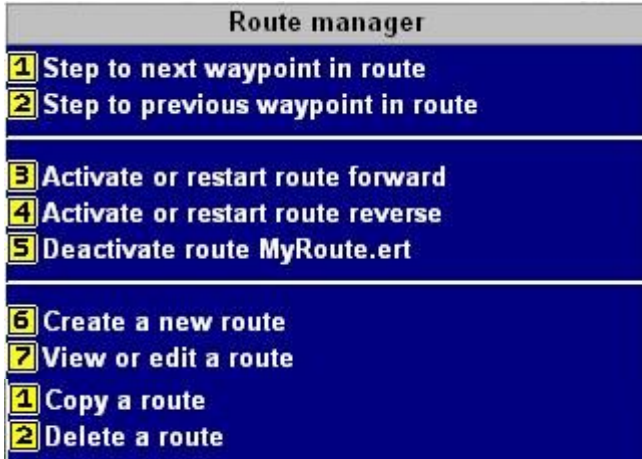 Route manager
1 Step to next waypoint in route
2 Step to previous waypoint in route
3 Activate or restart route forward
4 Activate or restart route reverse
5 Deactivate route MyRoute.ert
6 Create a new route
7 View or edit a route
1 Copy a route
2 Delete a route